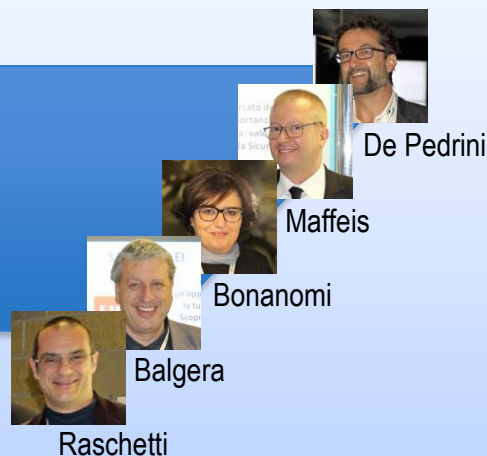 De Pedrini
Maffeis
Bonanomi
Balgera
Raschetti